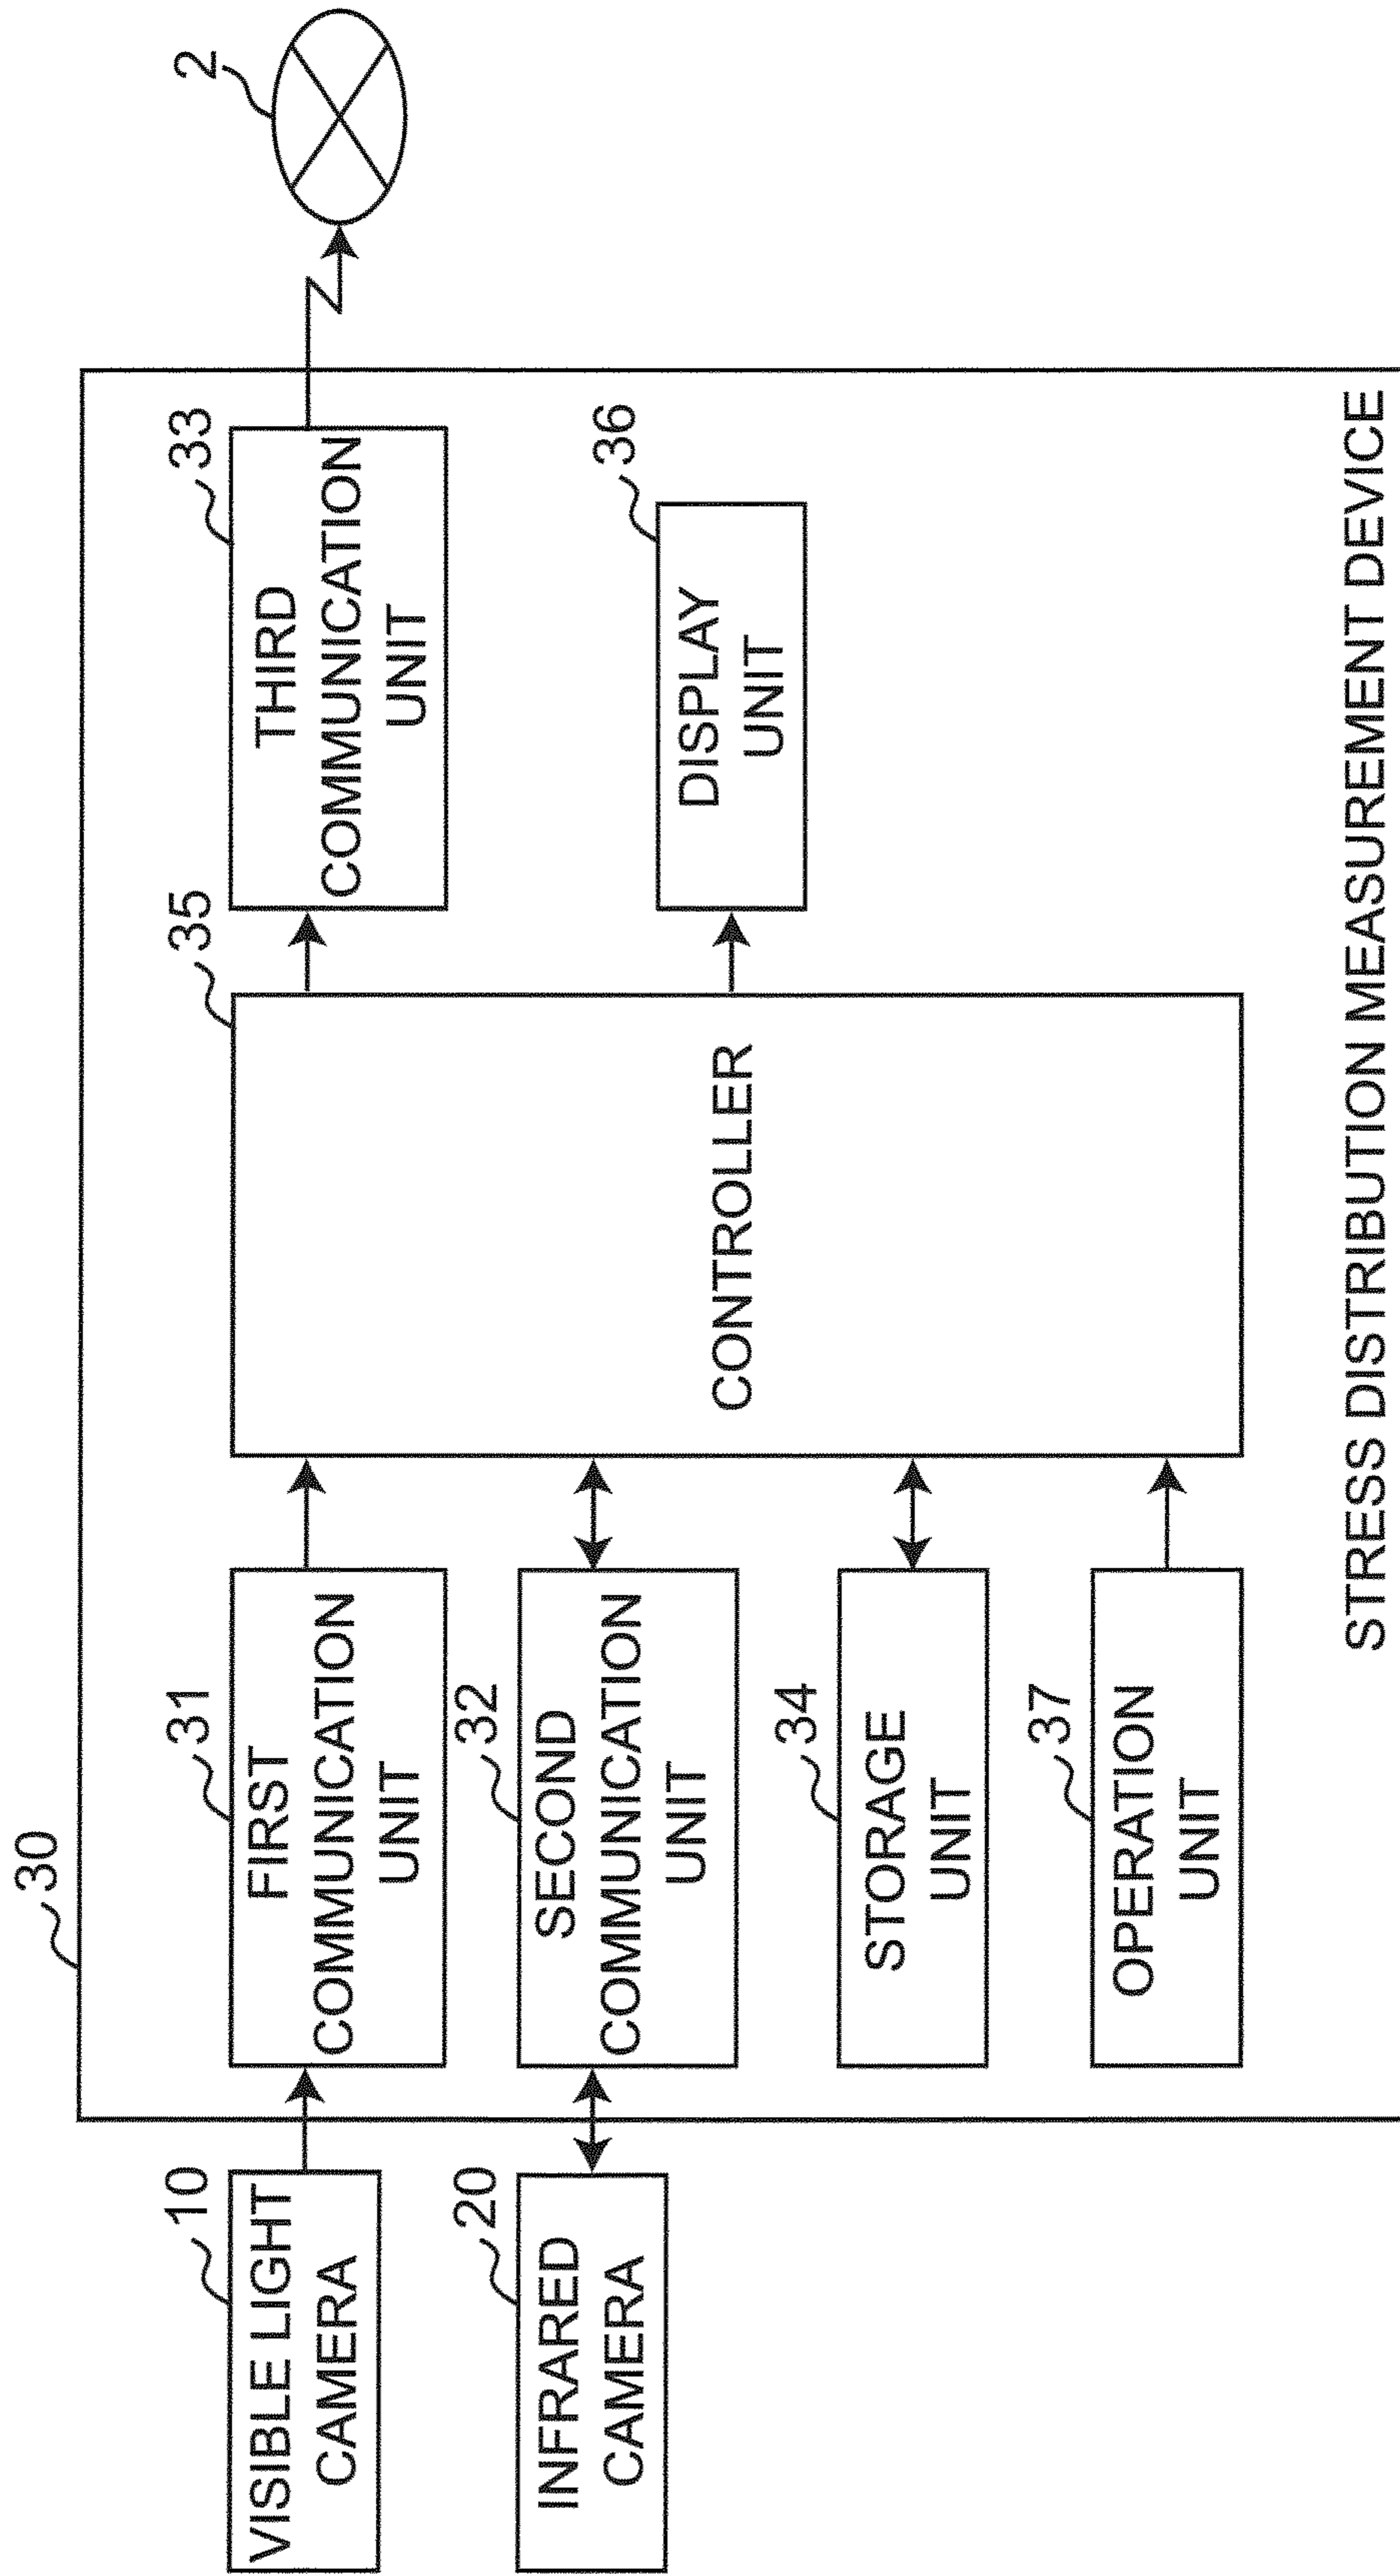 30
10
VISIBLE LIGHT
CAMERA
20
INFRARED
CAMERA
31
FIRST
COMMUNICATION
UNIT
32
SECOND
COMMUNICATION
UNIT
34
STORAGE
UNIT
37
OPERATION
UNIT
35
CONTROLLER
33
THIRD
COMMUNICATION
UNIT
36
DISPLAY
UNIT
2
STRESS DISTRIBUTION MEASUREMENT DEVICE